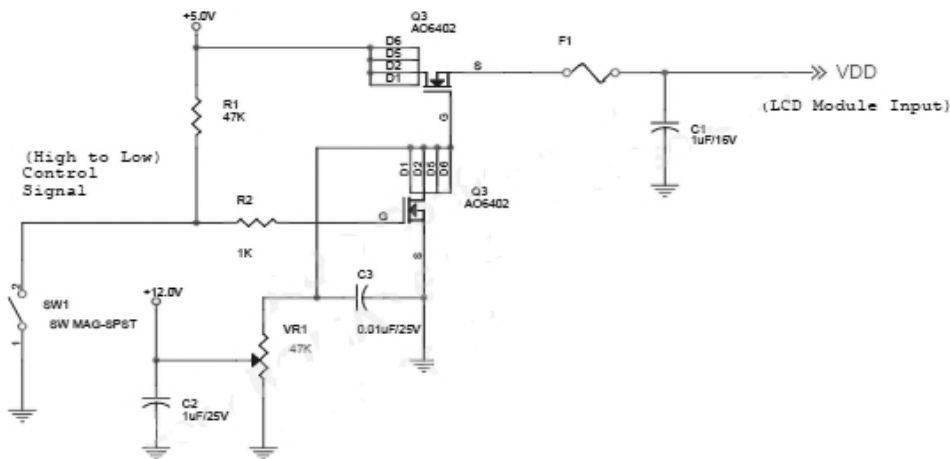 +5.0V
Q3
AO6402
D6
D5
D2
D1
S
F1
VDD
(LCD Module Input)
R1
47K
G
C1
1uF/16V
(High to Low)
Control
Signal
D1
D2
D5
D6
Q3
AO6402
R2
G
1K
S
2
SW1
SW MAG-SPST
1
+12.0V
C3
0.01uF/25V
VR1
47K
C2
1uF/25V